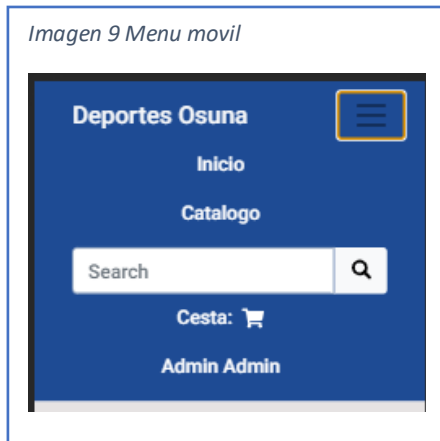 Imagen 9 Menu movil
Deportes Osuna
Inicio
Catalogo
Search
Cesta:
Admin Admin